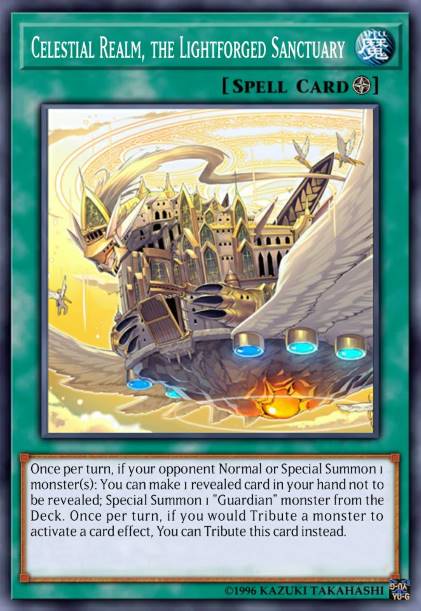 Celestial Realm, the Lightforged Sanctuary
SPELL
[Spell Card]
Once per turn, if your opponent Normal or Special Summon 1
monster(s): You can make 1 revealed card in your hand not to
be revealed; Special Summon 1 "Guardian" monster from the
Deck. Once per turn, if you would Tribute a monster to
activate a card effect, You can Tribute this card instead.
©1996 KAZUKI TAKAHASHI